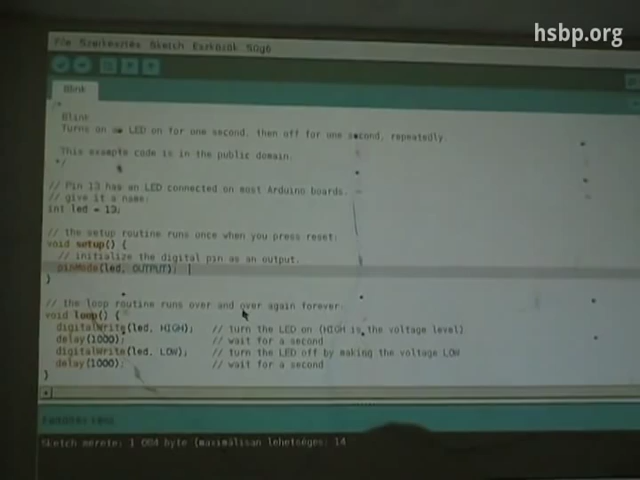 hsbp.org
Fájl Szerkesztés Sketch Eszközök Súgó
Blink
/*
Blink
Turns on an LED on for one second, then off for one second, repeatedly.
This example code is in the public domain.
*/
// Pin 13 has an LED connected on most Arduino boards.
// give it a name:
int led = 13;
// the setup routine runs once when you press reset:
void setup() {
// initialize the digital pin as an output.
pinMode(led, OUTPUT);
}
// the loop routine runs over and over again forever:
void loop() {
digitalWrite(led, HIGH); // turn the LED on (HIGH is the voltage level)
delay(1000); // wait for a second
digitalWrite(led, LOW); // turn the LED off by making the voltage LOW
delay(1000); // wait for a second
}
Sketch mérete: 1 084 byte (maximálisan lehetséges: 14